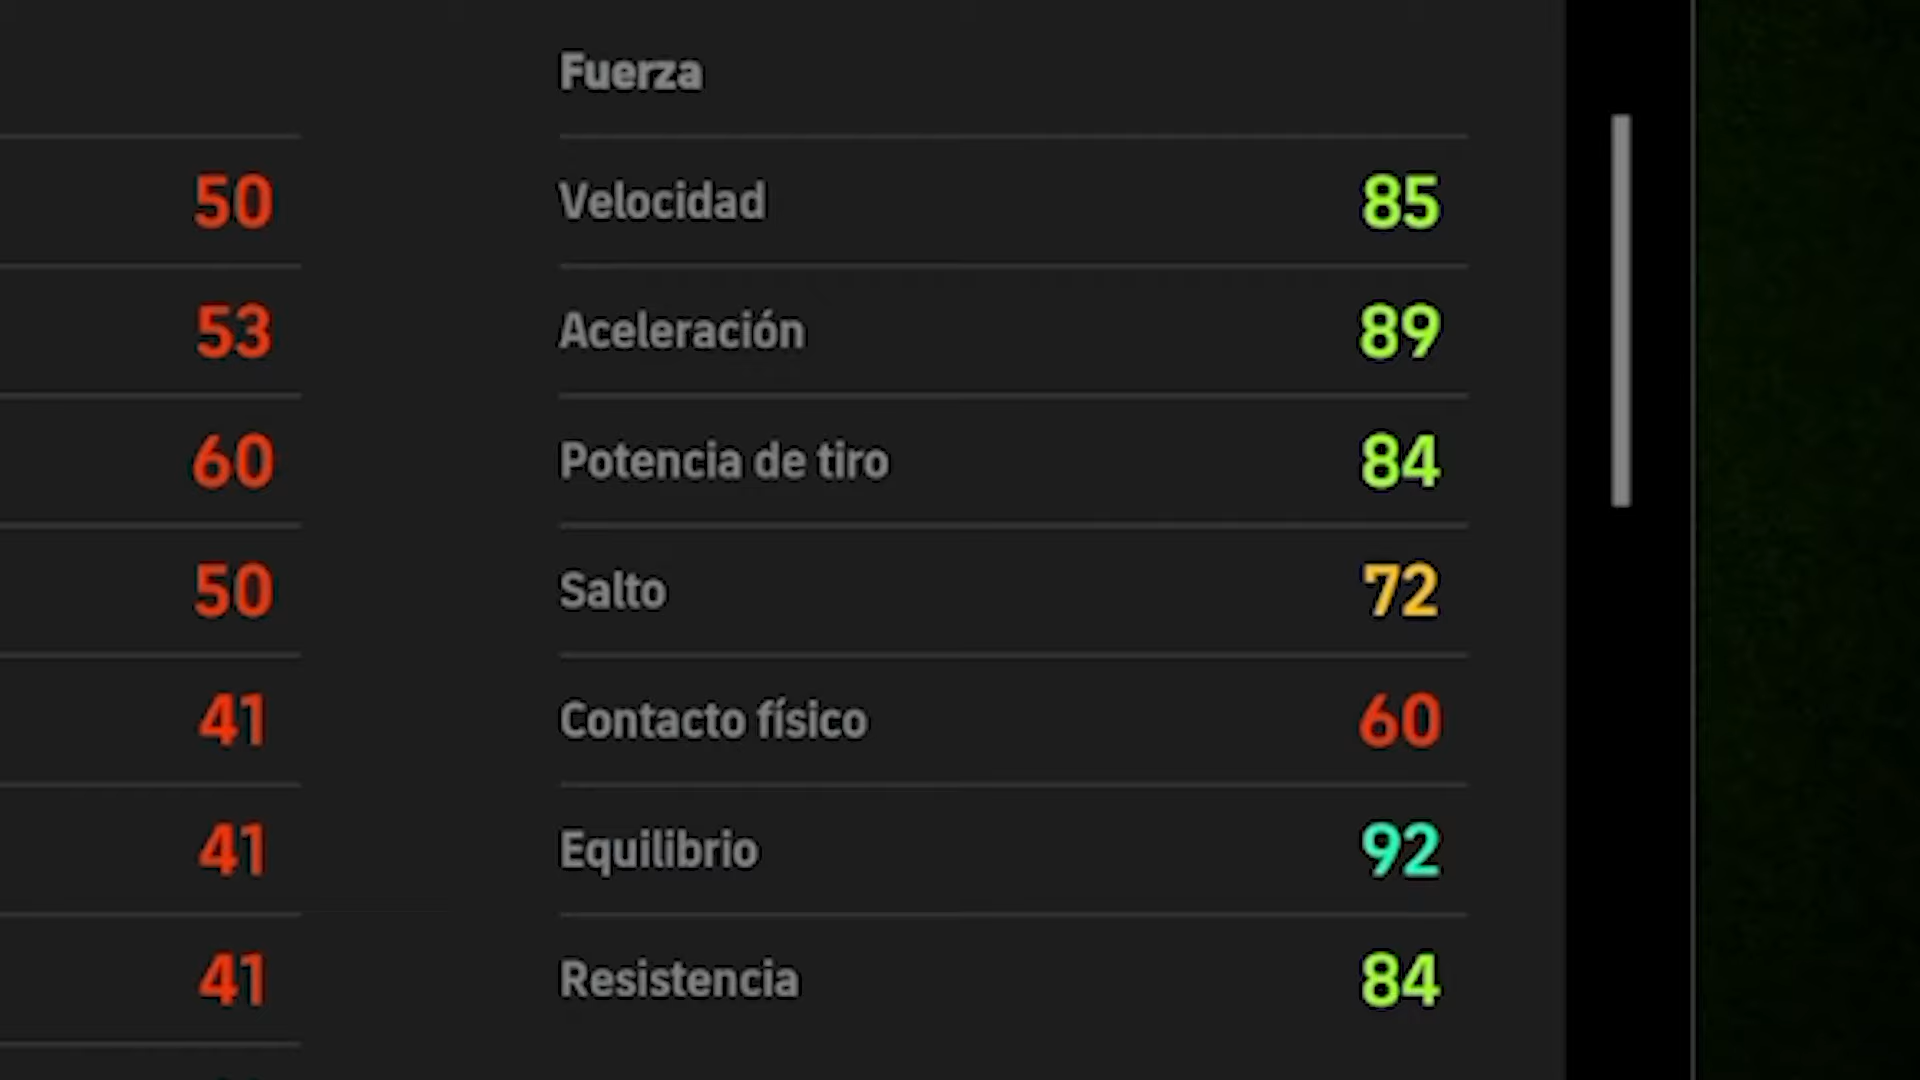 Fuerza
50 Velocidad 85
53 Aceleración 89
60 Potencia de tiro 84
50 Salto 72
41 Contacto físico 60
41 Equilibrio 92
41 Resistencia 84